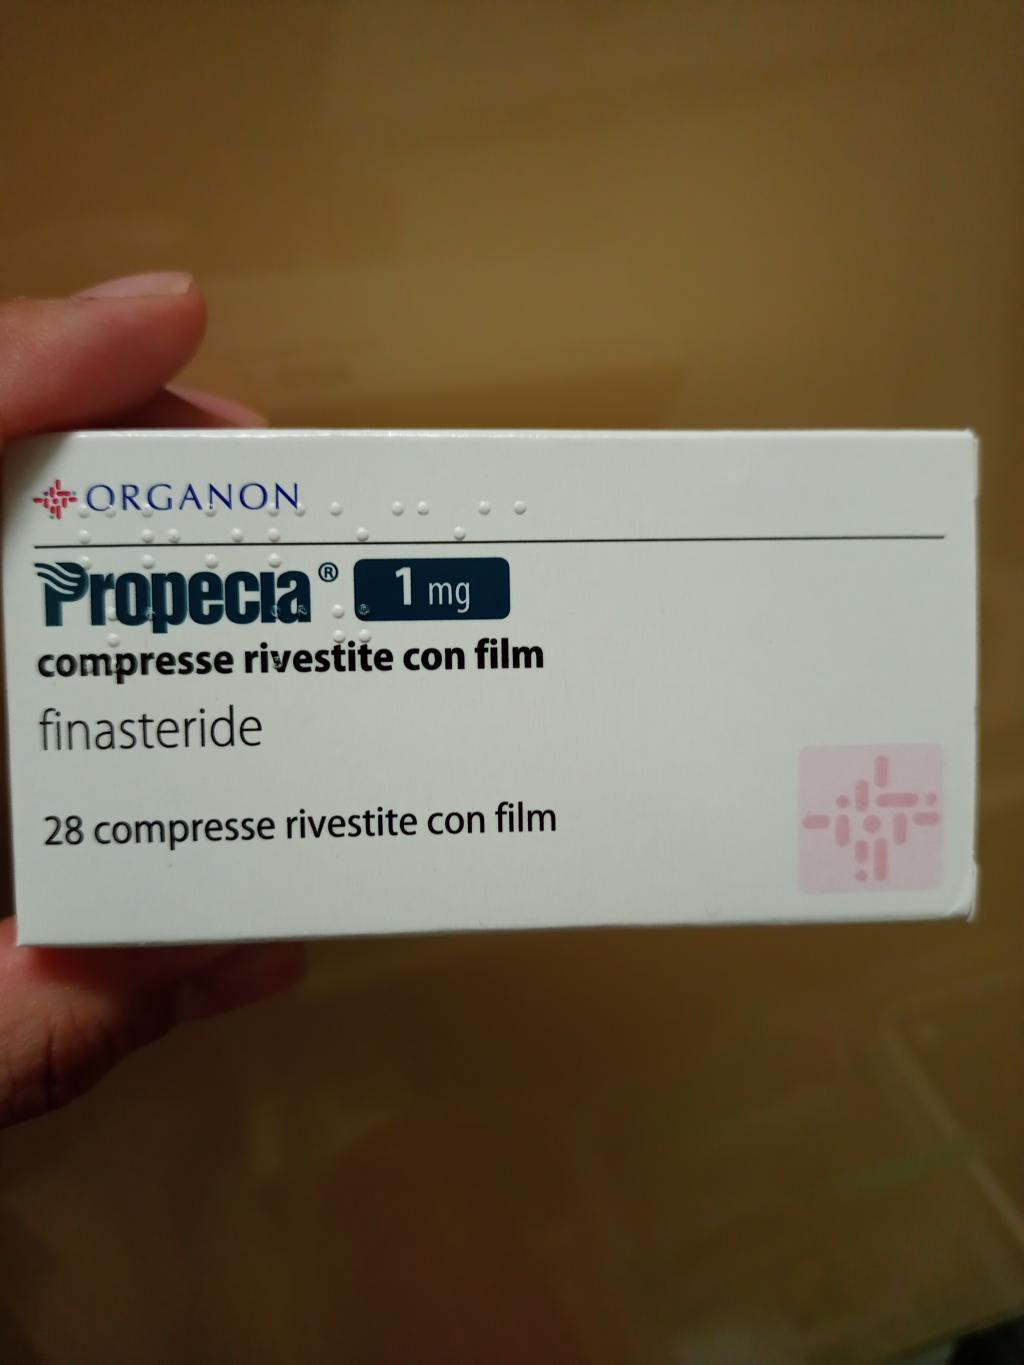 ORGANON
Propecia® 1 mg
compresse rivestite con film
finasteride
28 compresse rivestite con film